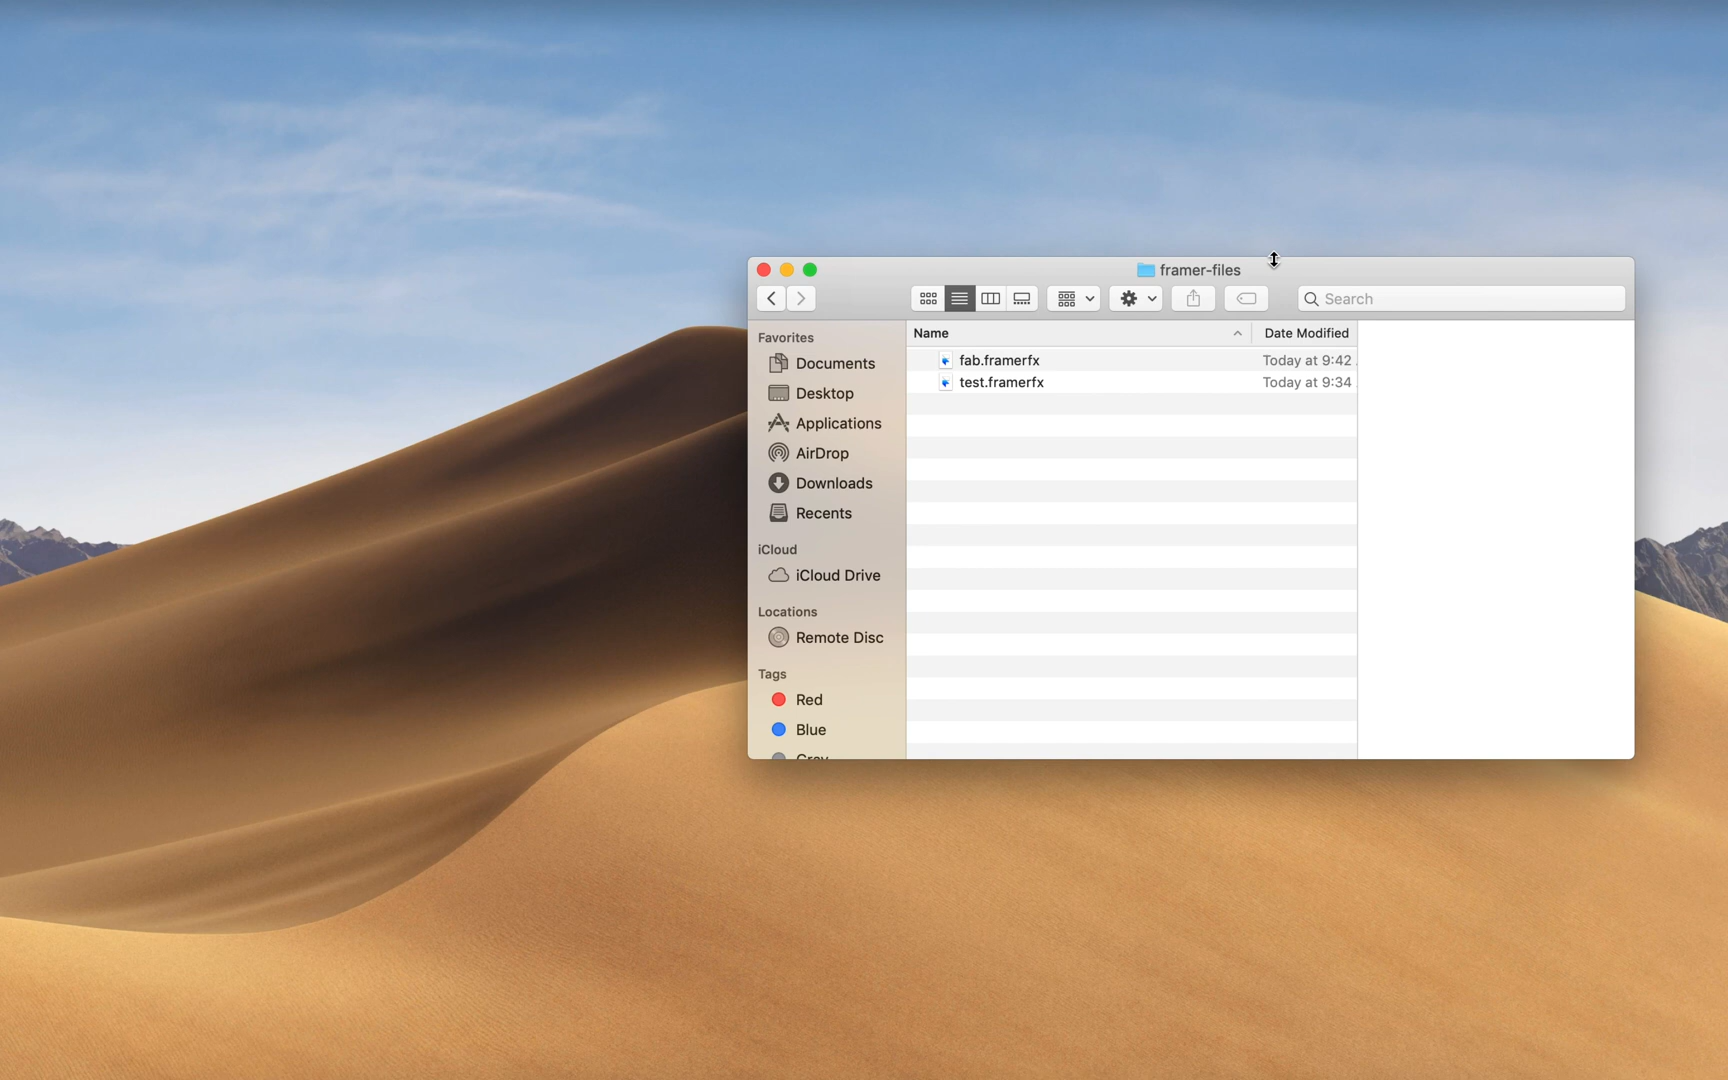 framer-files
Search
Favorites
Documents
Desktop
Applications
AirDrop
Downloads
Recents
iCloud
iCloud Drive
Locations
Remote Disc
Tags
Red
Blue
Gray
Name Date Modified
fab.framerfx Today at 9:42
test.framerfx Today at 9:34